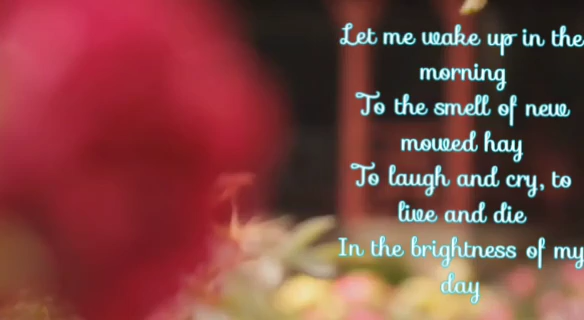 Let me wake up in the
morning
To the smell of new
mowed hay
To laugh and cry, to
live and die
In the brightness of my
day